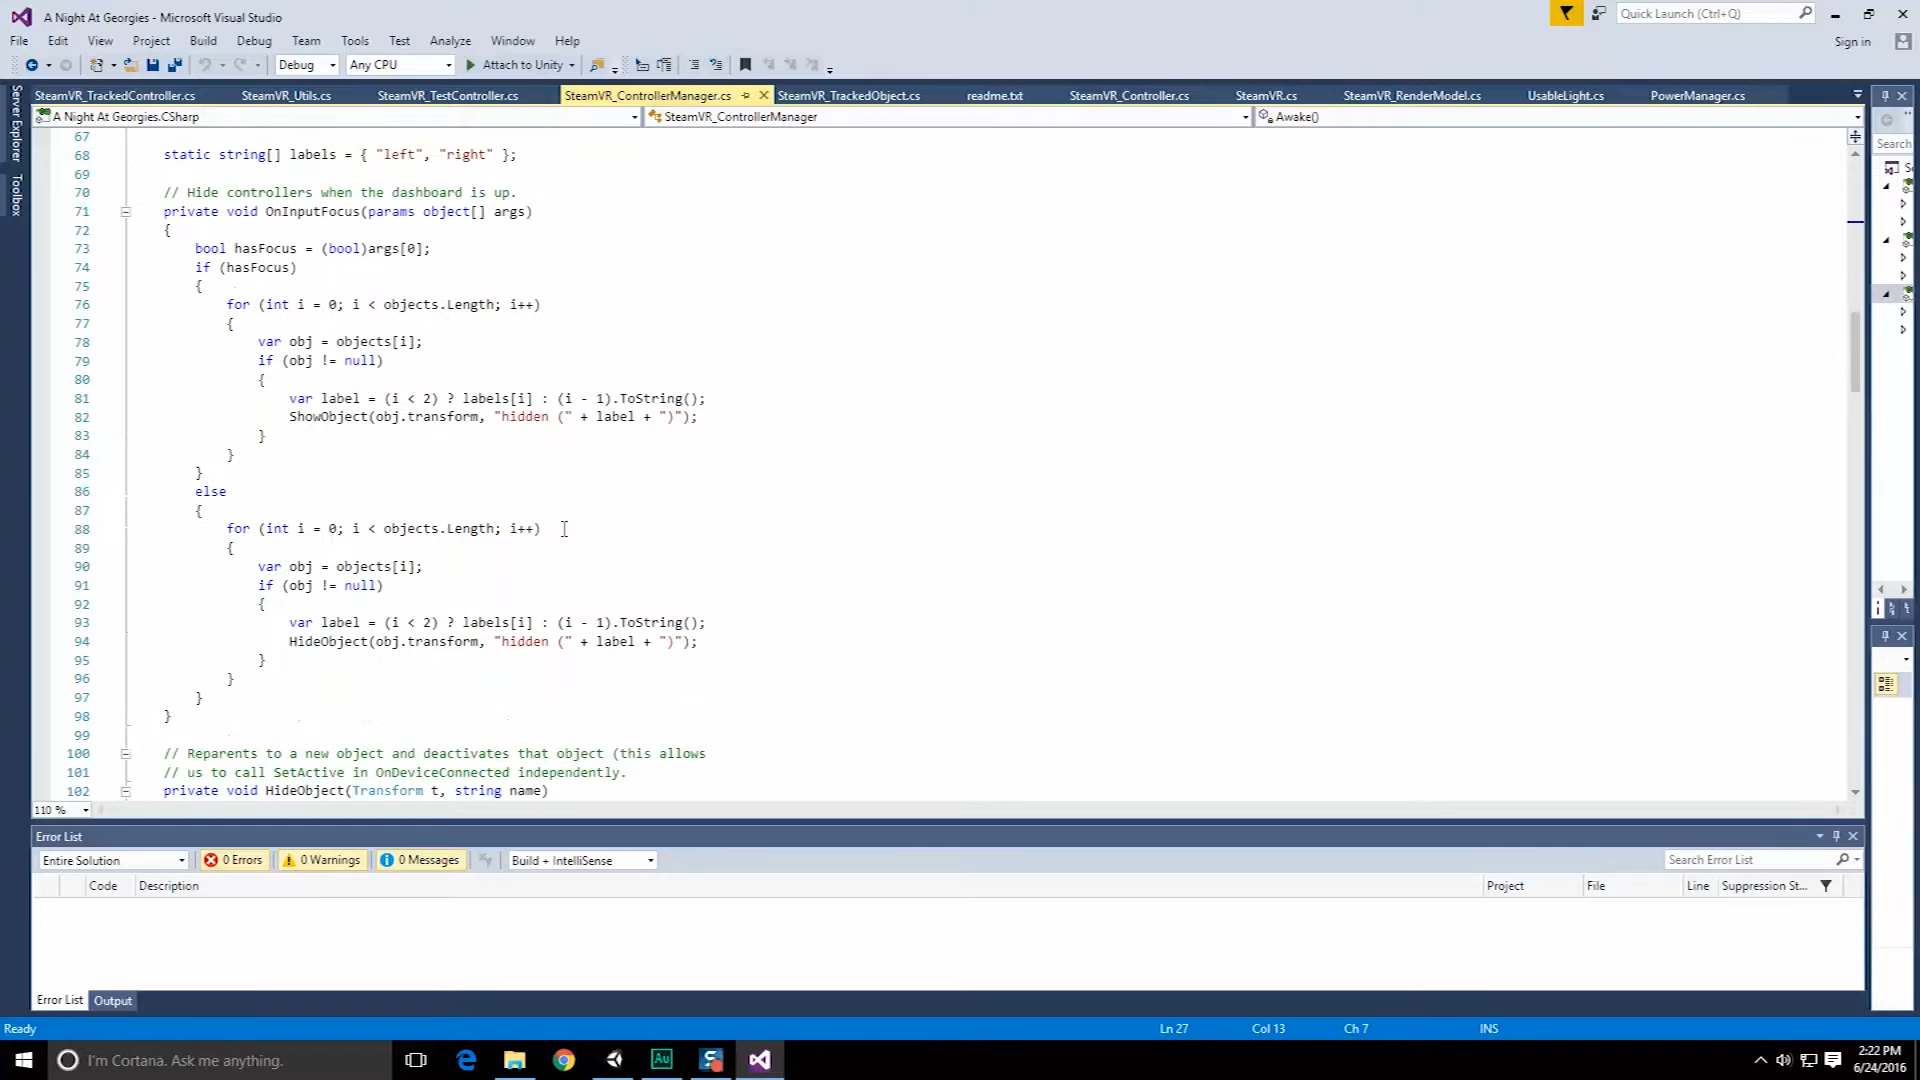 A Night At Georgies - Microsoft Visual Studio
Quick Launch (Ctrl+Q)
File Edit View Project Build Debug Team Tools Test Analyze Window Help
Sign in
Debug Any CPU Attach to Unity
Server Explorer
Toolbox
SteamVR_TrackedController.cs SteamVR_Utils.cs SteamVR_TestController.cs SteamVR_ControllerManager.cs SteamVR_TrackedObject.cs readme.txt SteamVR_Controller.cs SteamVR.cs SteamVR_RenderModel.cs UsableLight.cs PowerManager.cs
A Night At Georgies.CSharp SteamVR_ControllerManager Awake()
Search
67
68 static string[] labels = { "left", "right" };
69
70 // Hide controllers when the dashboard is up.
71 private void OnInputFocus(params object[] args)
72 {
73 bool hasFocus = (bool)args[0];
74 if (hasFocus)
75 {
76 for (int i = 0; i < objects.Length; i++)
77 {
78 var obj = objects[i];
79 if (obj != null)
80 {
81 var label = (i < 2) ? labels[i] : (i - 1).ToString();
82 ShowObject(obj.transform, "hidden (" + label + ")");
83 }
84 }
85 }
86 else
87 {
88 for (int i = 0; i < objects.Length; i++)
89 {
90 var obj = objects[i];
91 if (obj != null)
92 {
93 var label = (i < 2) ? labels[i] : (i - 1).ToString();
94 HideObject(obj.transform, "hidden (" + label + ")");
95 }
96 }
97 }
98 }
99
100 // Reparents to a new object and deactivates that object (this allows
101 // us to call SetActive in OnDeviceConnected independently.
102 private void HideObject(Transform t, string name)
110 %
Error List
Entire Solution 0 Errors 0 Warnings 0 Messages Build + IntelliSense Search Error List
Code Description Project File Line Suppression St...
Error List Output
Ready Ln 27 Col 13 Ch 7 INS
I'm Cortana. Ask me anything.
Au
2:22 PM
6/24/2016